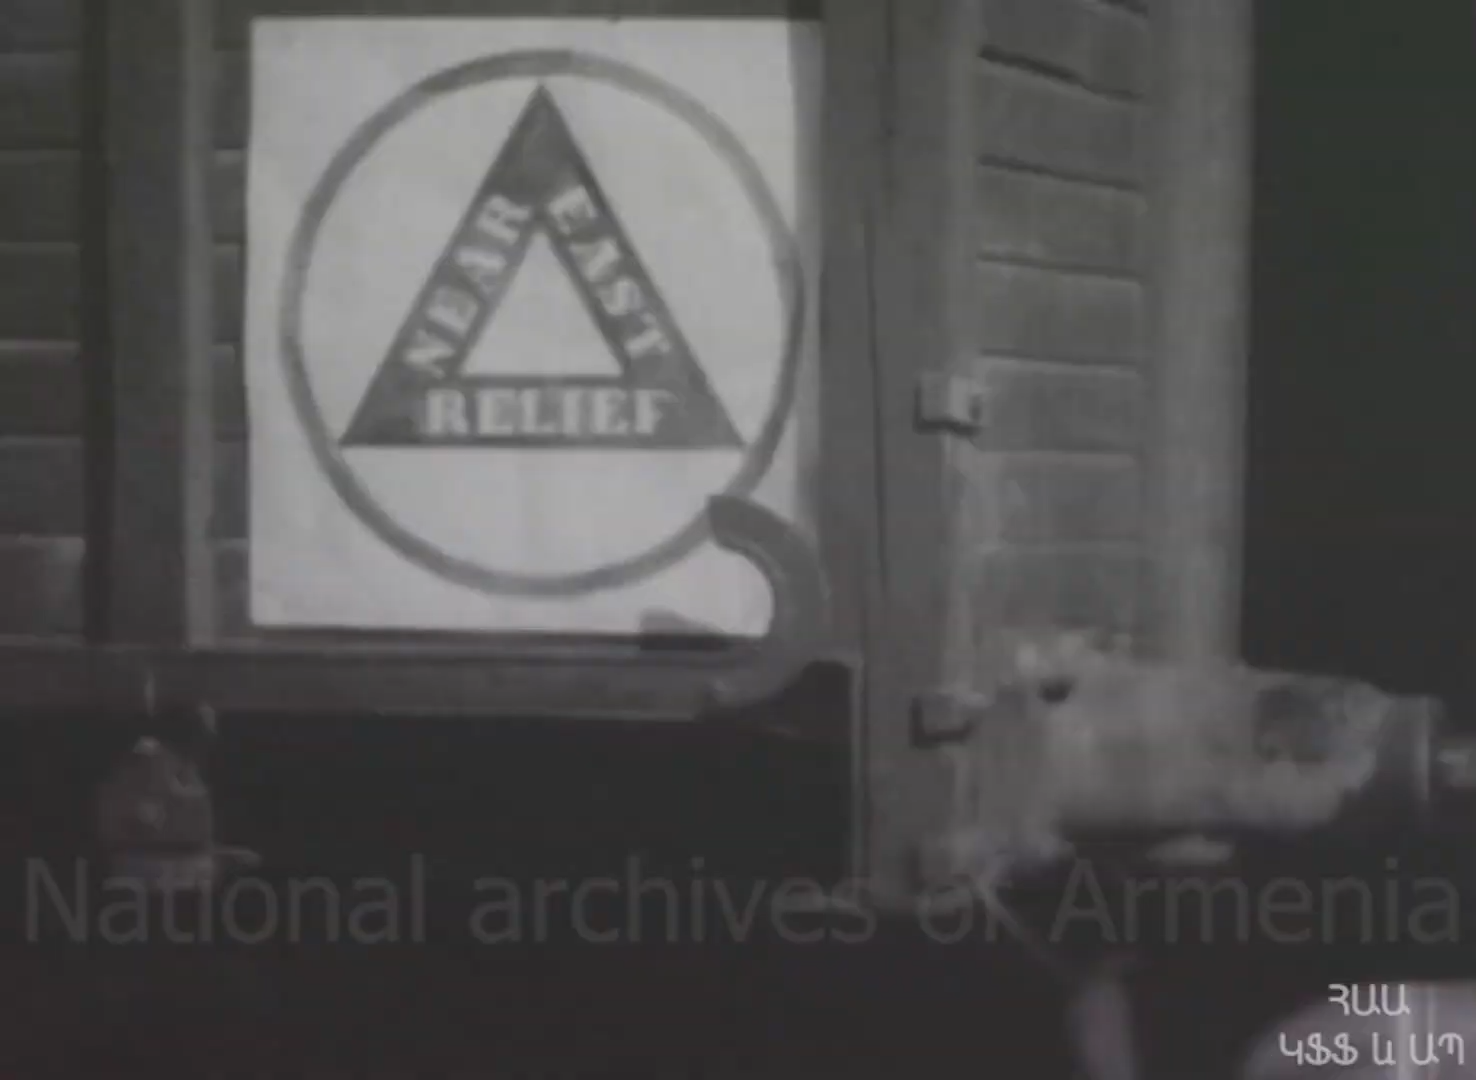 NEAR EAST
RELIEF
National archives of Armenia
ՀԱԱ
ԿՖՖ և ԱՊ